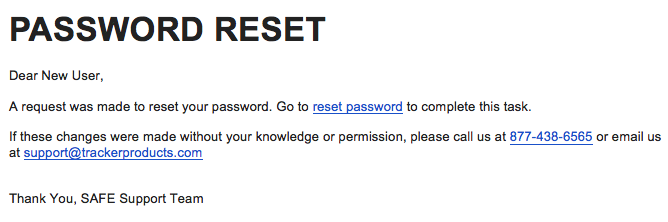 PASSWORD RESET
Dear New User,
A request was made to reset your password. Go to reset password to complete this task.
If these changes were made without your knowledge or permission, please call us at 877-438-6565 or email us
at support@trackerproducts.com
Thank You, SAFE Support Team